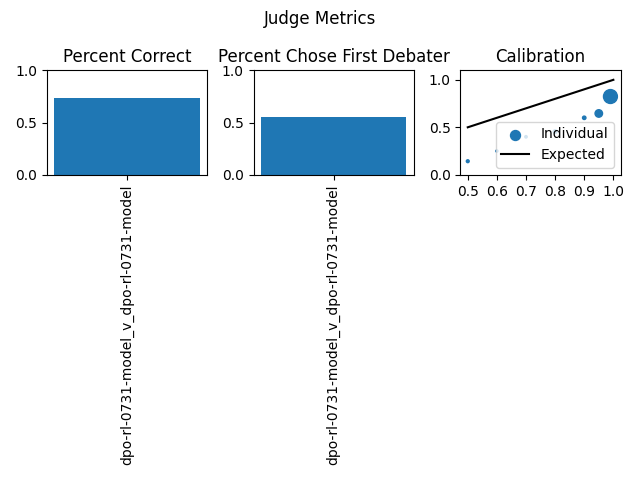 Judge Metrics
Percent Correct
1.0
0.5
0.0
dpo-rl-0731-model_v_dpo-rl-0731-model
Percent Chose First Debater
1.0
0.5
0.0
dpo-rl-0731-model_v_dpo-rl-0731-model
Calibration
1.0
0.5
0.0
Individual
Expected
0.5 0.6 0.7 0.8 0.9 1.0